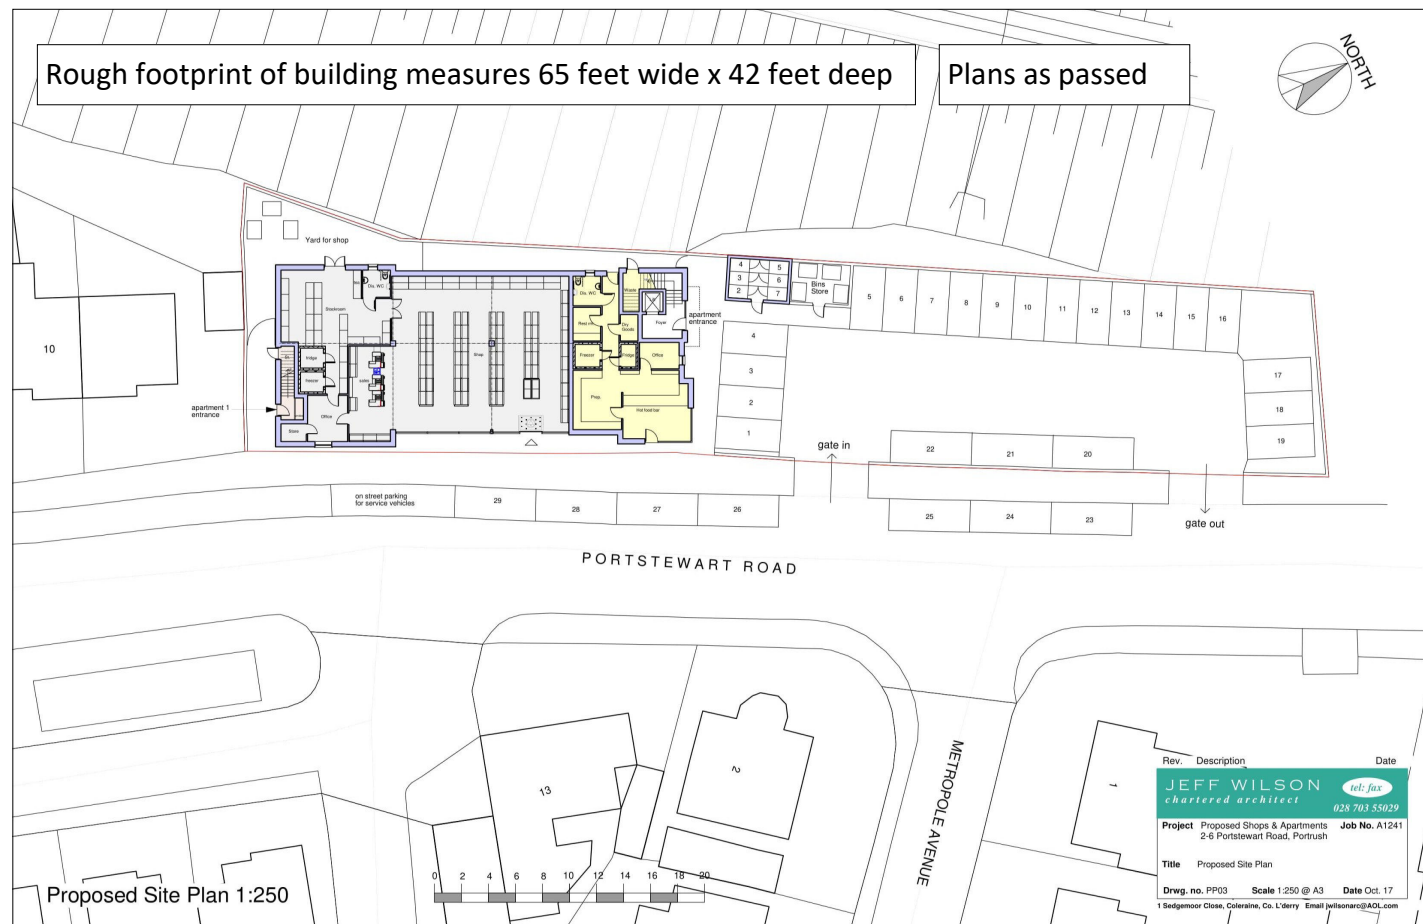 Rough footprint of building measures 65 feet wide x 42 feet deep
Plans as passed
NORTH
Yard for shop
Dis. WC
Stockroom
fridge
freezer
sales
Office
Store
Shop
apartment 1
entrance
Dis. WC
Waste
Dry
Goods
Foyer
apartment
entrance
Freezer
Fridge
Office
Prep.
Hot food bar
4 5
3 6
2 7
Bins
Store
5 6 7 8 9 10 11 12 13 14 15 16
4
3
2
1
17
18
19
10
gate in
22 21 20
on street parking
for service vehicles
29 28 27 26
25 24 23
gate out
PORTSTEWART ROAD
METROPOLE AVENUE
13
2
1
Proposed Site Plan 1:250
0 2 4 6 8 10 12 14 16 18 20
Rev. Description Date
JEFF WILSON
chartered architect
tel: fax
028 703 55029
Project Proposed Shops & Apartments Job No. A1241
2-6 Portstewart Road, Portrush
Title Proposed Site Plan
Drwg. no. PP03 Scale 1:250 @ A3 Date Oct. 17
1 Sedgemoor Close, Coleraine, Co. L'derry Email jwilsonarc@AOL.com